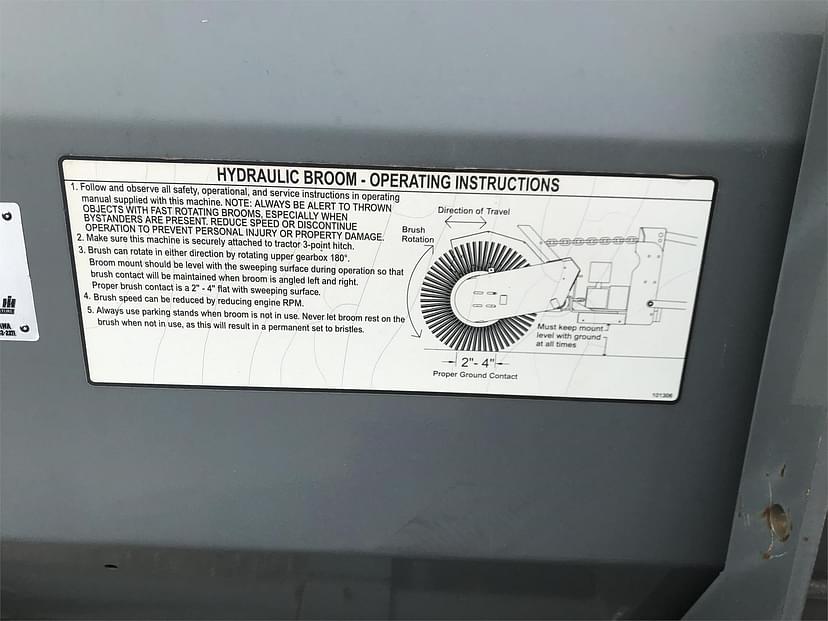 HYDRAULIC BROOM - OPERATING INSTRUCTIONS
1. Follow and observe all safety, operational, and service instructions in operating
manual supplied with this machine. NOTE: ALWAYS BE ALERT TO THROWN
OBJECTS WITH FAST ROTATING BROOMS, ESPECIALLY WHEN
BYSTANDERS ARE PRESENT. REDUCE SPEED OR DISCONTINUE
OPERATION TO PREVENT PERSONAL INJURY OR PROPERTY DAMAGE.
2. Make sure this machine is securely attached to tractor 3-point hitch.
3. Brush can rotate in either direction by rotating upper gearbox 180°.
Broom mount should be level with the sweeping surface during operation so that
brush contact will be maintained when broom is angled left and right.
Proper brush contact is a 2" - 4" flat with sweeping surface.
4. Brush speed can be reduced by reducing engine RPM.
5. Always use parking stands when broom is not in use. Never let broom rest on the
brush when not in use, as this will result in a permanent set to bristles.
Direction of Travel
Brush
Rotation
Must keep mount
level with ground
at all times
2"- 4"
Proper Ground Contact
101306